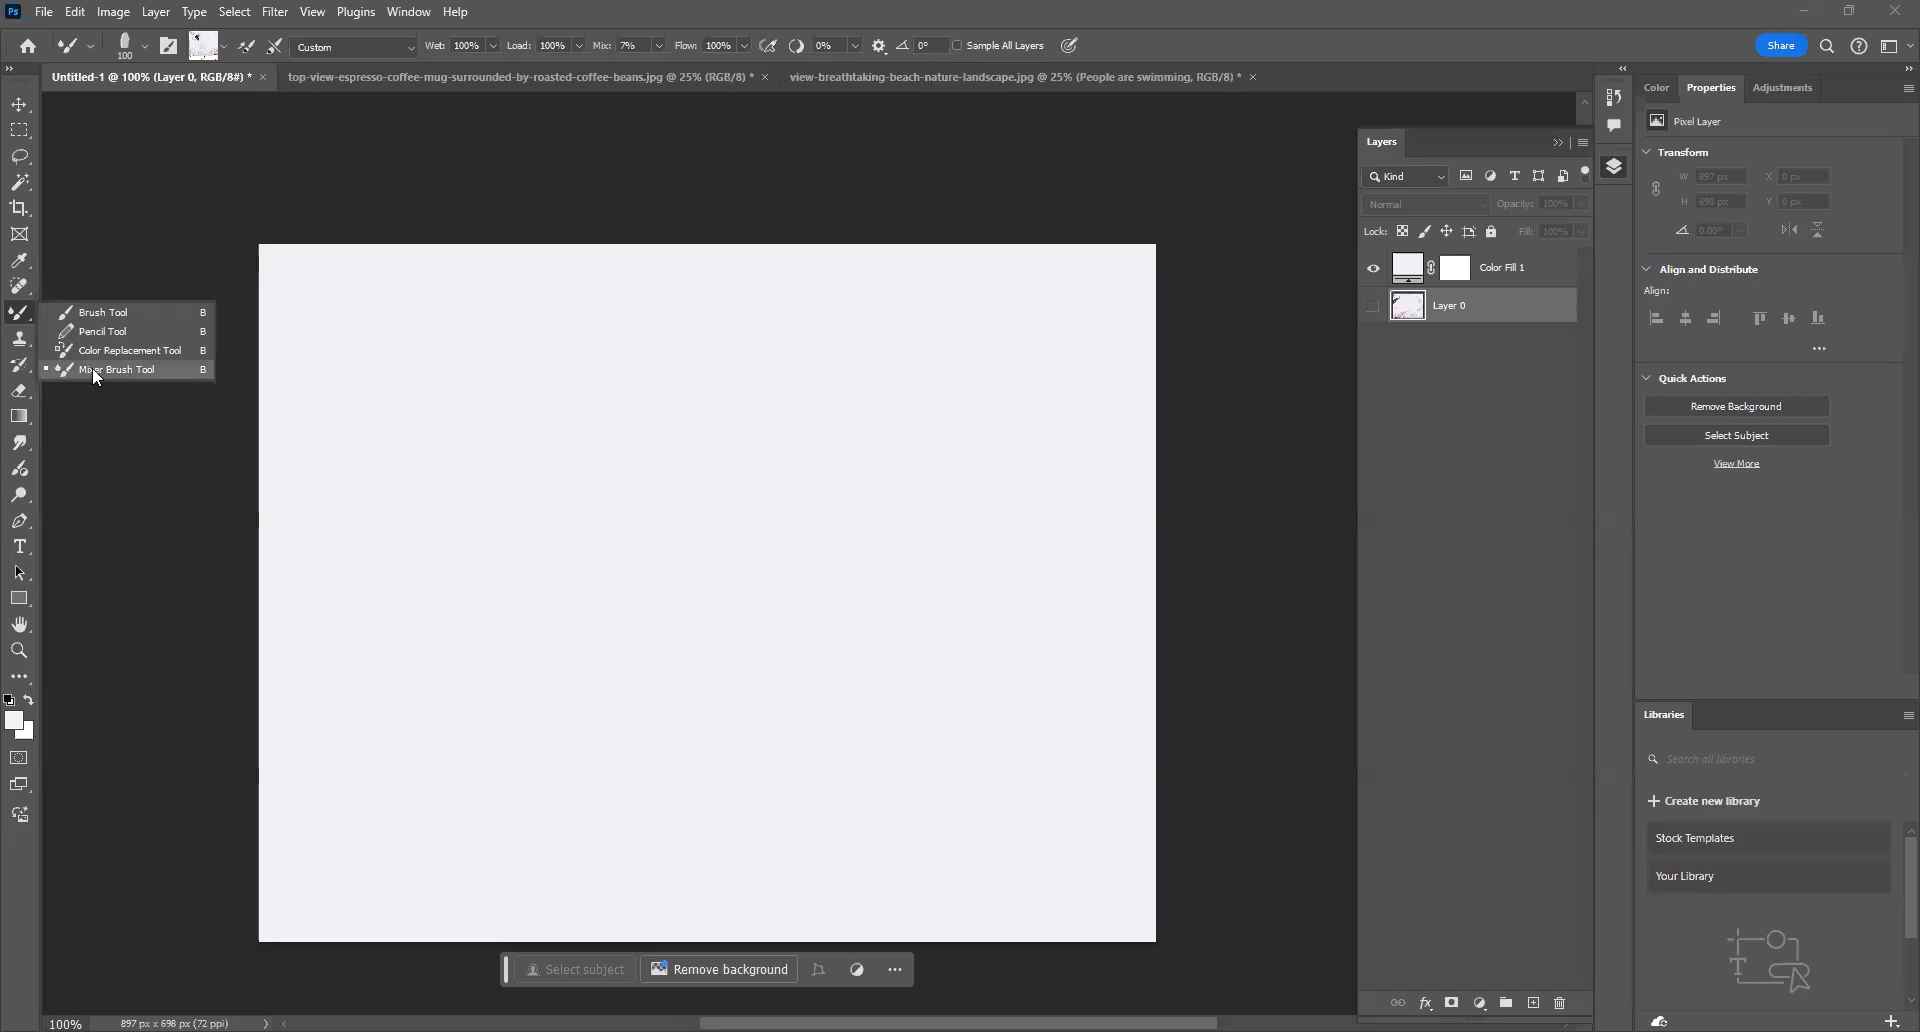 Ps File Edit Image Layer Type Select Filter View Plugins Window Help
100 Custom Wet: 100% Load: 100% Mix: 7% Flow: 100% 0% 0° Sample All Layers Share
Untitled-1 @ 100% (Layer 0, RGB/8#) * × top-view-espresso-coffee-mug-surrounded-by-roasted-coffee-beans.jpg @ 25% (RGB/8) * × view-breathtaking-beach-nature-landscape.jpg @ 25% (People are swimming, RGB/8) * ×
Brush Tool B
Pencil Tool B
Color Replacement Tool B
Mixer Brush Tool B
Layers
Kind
Normal Opacity: 100%
Lock: Fill: 100%
Color Fill 1
Layer 0
Color Properties Adjustments
Pixel Layer
Transform
W 897 px X 0 px
H 698 px Y 0 px
0.00°
Align and Distribute
Align:
Quick Actions
Remove Background
Select Subject
View More
Libraries
Search all libraries
Create new library
Stock Templates
Your Library
Select subject Remove background
100% 897 px x 698 px (72 ppi)